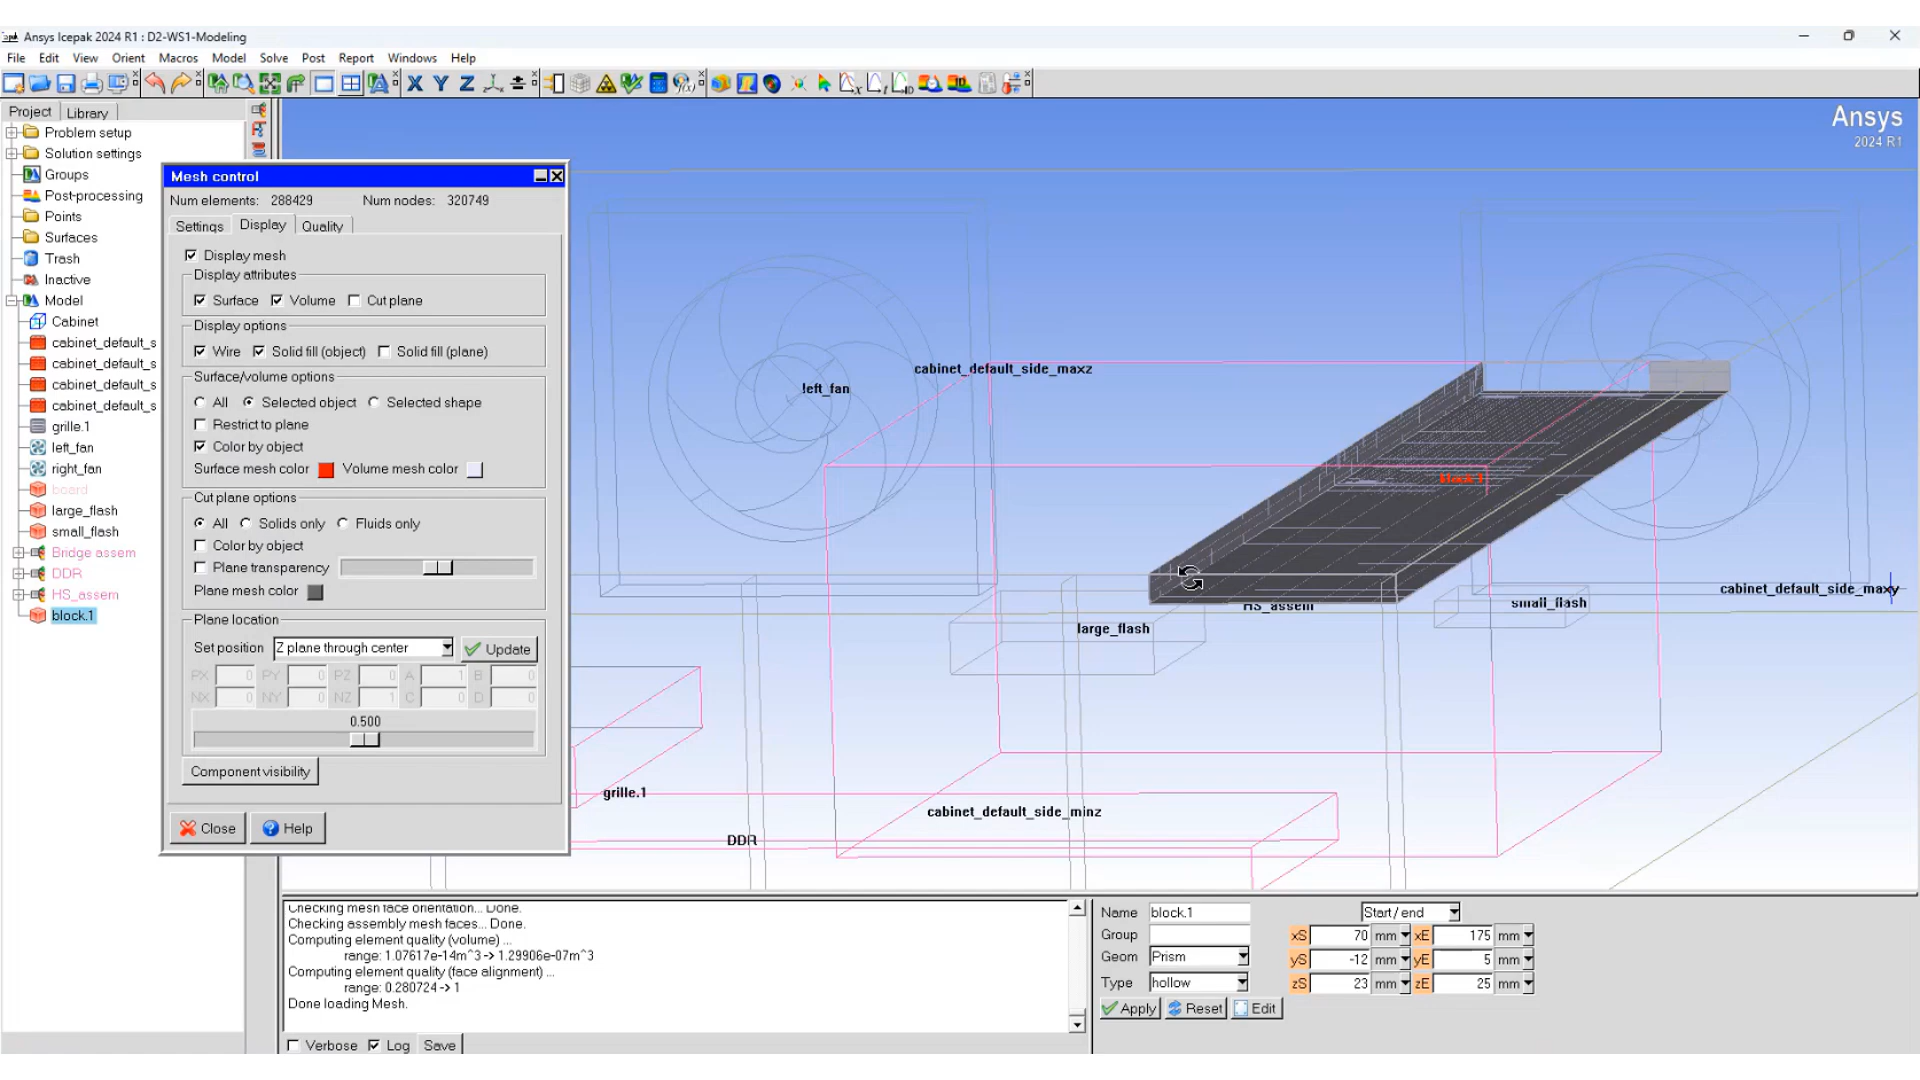 Ansys Icepak 2024 R1 : D2-WS1-Modeling
File Edit View Orient Macros Model Solve Post Report Windows Help
X Y Z
Project Library
Problem setup
Solution settings
Groups
Post-processing
Points
Surfaces
Trash
Inactive
Model
Cabinet
cabinet_default_s
cabinet_default_s
cabinet_default_s
cabinet_default_s
grille.1
left_fan
right_fan
board
large_flash
small_flash
Bridge assem
DDR
HS_assem
block.1
Mesh control
Num elements: 288429 Num nodes: 320749
Settings Display Quality
Display mesh
Display attributes
Surface Volume Cut plane
Display options
Wire Solid fill (object) Solid fill (plane)
Surface/volume options
All Selected object Selected shape
Restrict to plane
Color by object
Surface mesh color Volume mesh color
Cut plane options
All Solids only Fluids only
Color by object
Plane transparency
Plane mesh color
Plane location
Set position Z plane through center Update
PX 0 PY 0 PZ 0 A 1 B 0
NX 0 NY 0 NZ 1 C 0 D 0
0.500
Component visibility
Close Help
Ansys
2024 R1
cabinet_default_side_maxz
left_fan
block.1
cabinet_default_side_maxy
small_flash
HS_assem
large_flash
grille.1
cabinet_default_side_minz
DDR
Checking mesh face orientation... Done.
Checking assembly mesh faces... Done.
Computing element quality (volume) ...
range: 1.07617e-14m^3 -> 1.29906e-07m^3
Computing element quality (face alignment) ...
range: 0.280724 -> 1
Done loading Mesh.
Verbose Log Save
Name block.1 Start / end
Group xS 70 mm xE 175 mm
Geom Prism yS -12 mm yE 5 mm
Type hollow zS 23 mm zE 25 mm
Apply Reset Edit